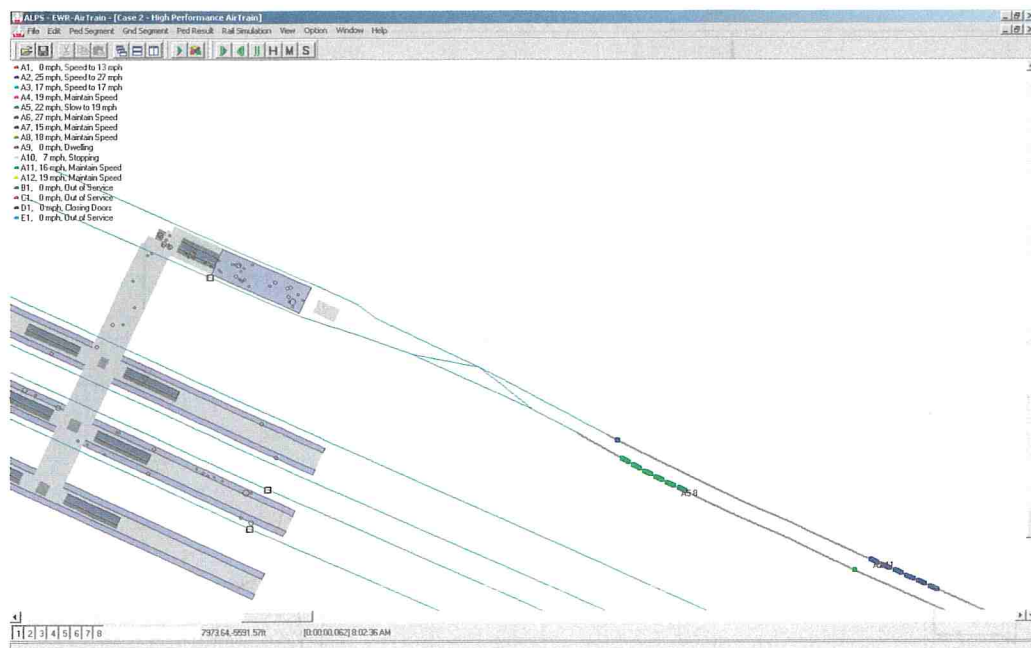 ALPS - EWR-AirTrain - [Case 2 - High Performance AirTrain]
File Edit Ped Segment Gnd Segment Ped Result Rail Simulation View Option Window Help
H M S
A1, 0 mph, Speed to 13 mph
A2, 25 mph, Speed to 27 mph
A3, 17 mph, Speed to 17 mph
A4, 19 mph, Maintain Speed
A5, 22 mph, Slow to 19 mph
A6, 27 mph, Maintain Speed
A7, 15 mph, Maintain Speed
A8, 18 mph, Maintain Speed
A9, 0 mph, Dwelling
A10, 7 mph, Stopping
A11, 16 mph, Maintain Speed
A12, 19 mph, Maintain Speed
B1, 0 mph, Out of Service
C1, 0 mph, Out of Service
D1, 0 mph, Closing Doors
E1, 0 mph, Out of Service
1 2 3 4 5 6 7 8 7973.64,-5591.57ft [0:00:00.062] 8:02:36 AM